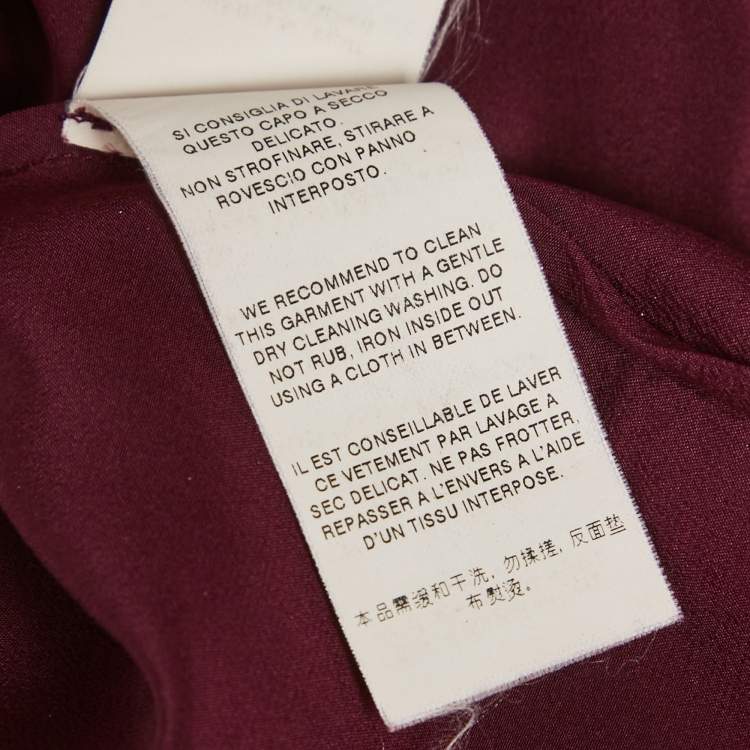 SI CONSIGLIA DI LAVARE
QUESTO CAPO A SECCO
DELICATO.
NON STROFINARE, STIRARE A
ROVESCIO CON PANNO
INTERPOSTO.
WE RECOMMEND TO CLEAN
THIS GARMENT WITH A GENTLE
DRY CLEANING WASHING. DO
NOT RUB, IRON INSIDE OUT
USING A CLOTH IN BETWEEN.
IL EST CONSEILLABLE DE LAVER
CE VETEMENT PAR LAVAGE A
SEC DELICAT. NE PAS FROTTER,
REPASSER A L'ENVERS A L'AIDE
D'UN TISSU INTERPOSE.
本品需缓和干洗, 勿揉搓, 反面垫
布熨烫。